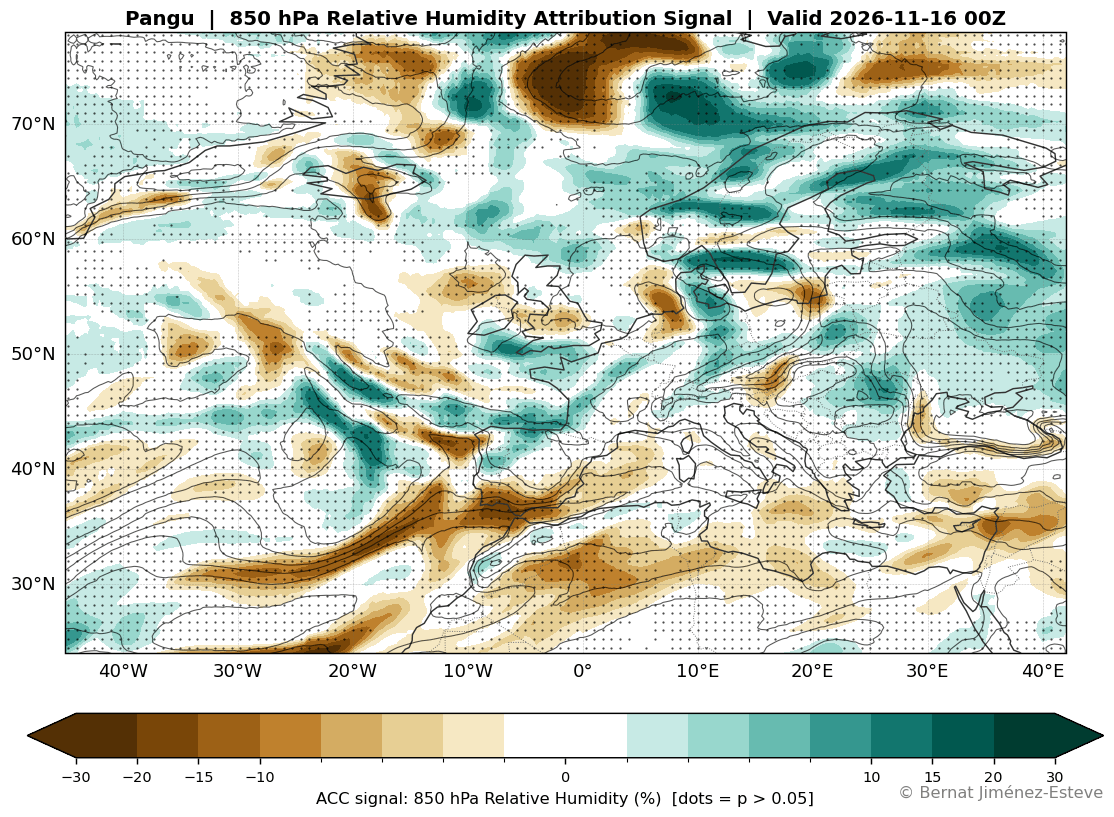 Pangu | 850 hPa Relative Humidity Attribution Signal | Valid 2026-11-16 00Z
70°N
60°N
50°N
40°N
30°N
40°W 30°W 20°W 10°W 0° 10°E 20°E 30°E 40°E
−30 −20 −15 −10 0 10 15 20 30
ACC signal: 850 hPa Relative Humidity (%) [dots = p > 0.05]
© Bernat Jiménez-Esteve